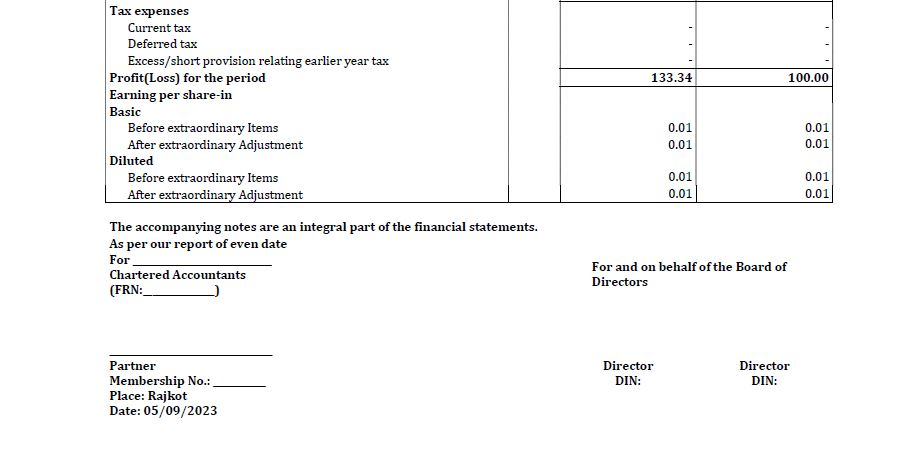 Tax expenses
Current tax - -
Deferred tax - -
Excess/short provision relating earlier year tax - -
Profit(Loss) for the period 133.34 100.00
Earning per share-in
Basic
Before extraordinary Items 0.01 0.01
After extraordinary Adjustment 0.01 0.01
Diluted
Before extraordinary Items 0.01 0.01
After extraordinary Adjustment 0.01 0.01
The accompanying notes are an integral part of the financial statements.
As per our report of even date
For ____________________
Chartered Accountants
(FRN:__________)
For and on behalf of the Board of
Directors
Partner
Membership No.: ________
Place: Rajkot
Date: 05/09/2023
Director Director
DIN: DIN: